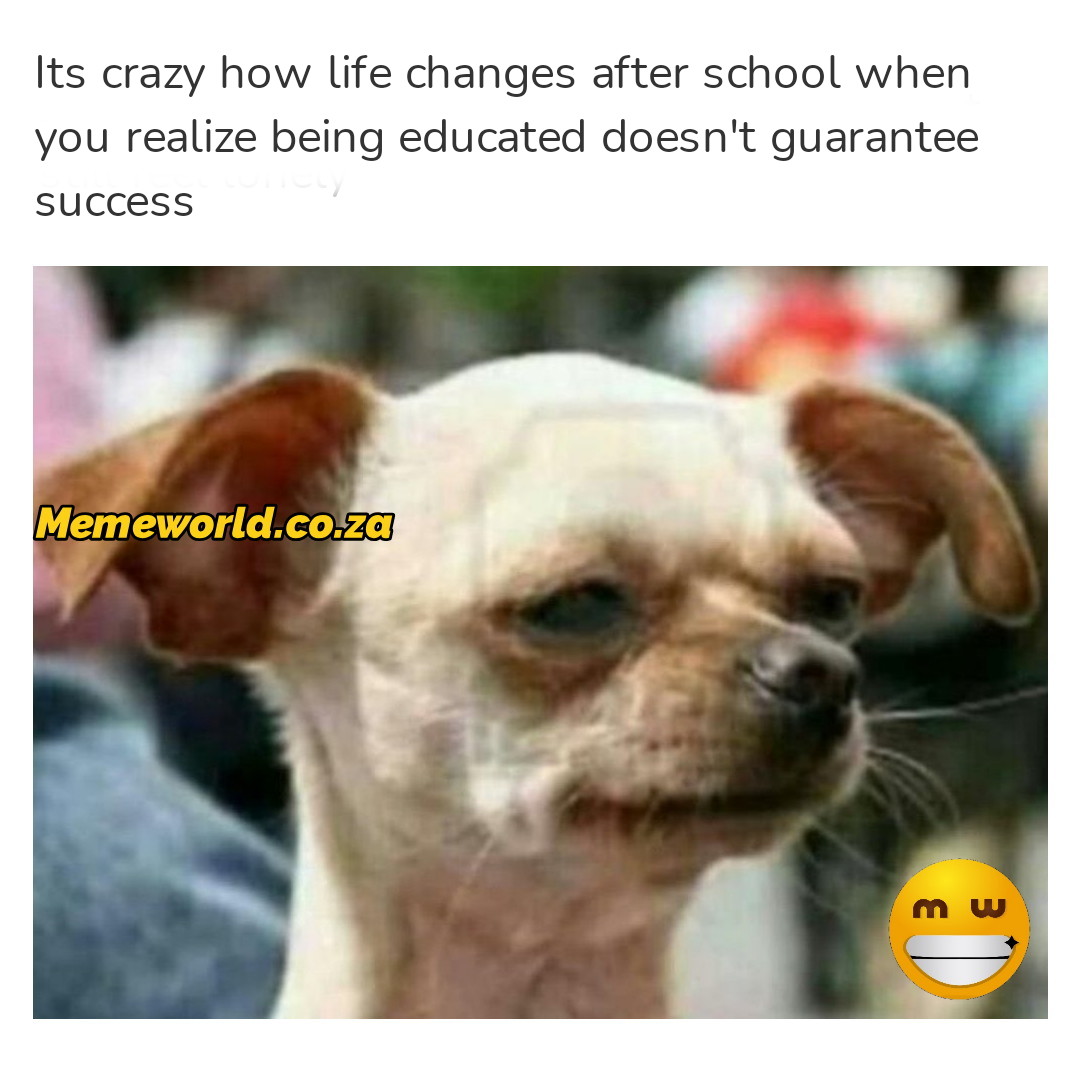 Its crazy how life changes after school when
you realize being educated doesn't guarantee
success
Memeworld.co.za
m w